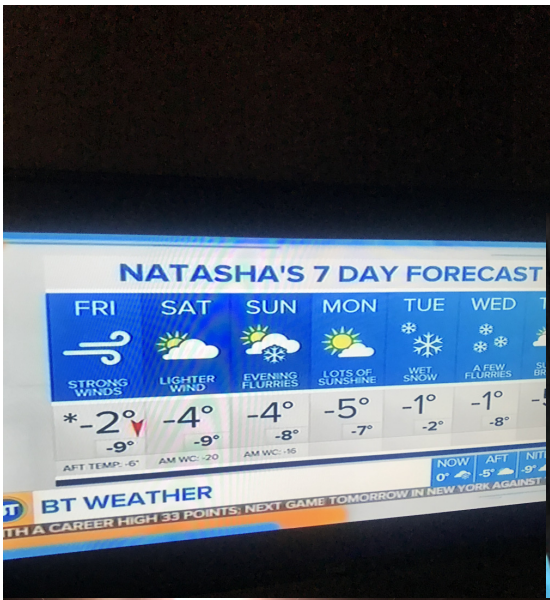 NATASHA'S 7 DAY FORECAST
FRI SAT SUN MON TUE WED
STRONG WINDS
LIGHTER WIND
EVENING FLURRIES
LOTS OF SUNSHINE
WET SNOW
A FEW FLURRIES
*-2° -4° -4° -5° -1° -1°
-9° -9° -8° -7° -2° -8°
AFT TEMP: -6° AM WC: -20 AM WC: -16
NOW AFT
0° -5° -9°
BT WEATHER
A CAREER HIGH 33 POINTS; NEXT GAME TOMORROW IN NEW YORK AGAINST